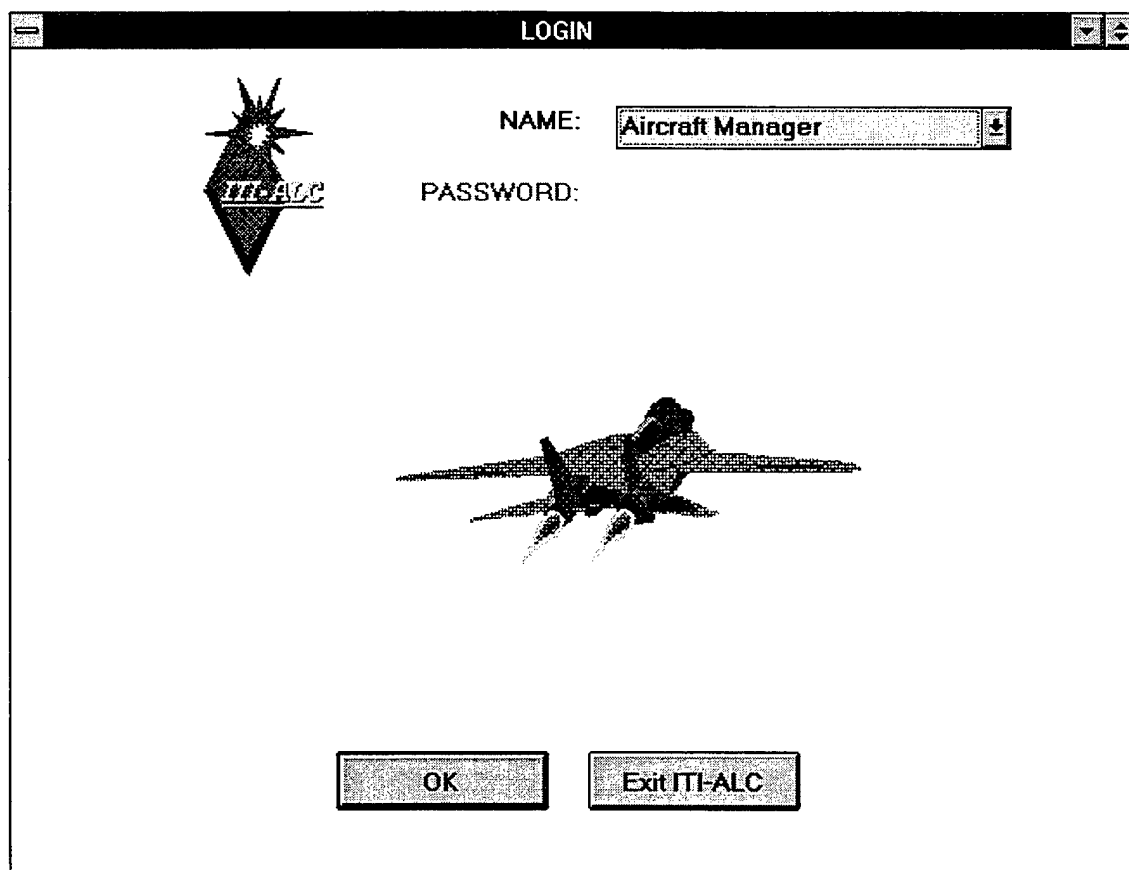 LOGIN
NAME: Aircraft Manager
ITI-ALC
PASSWORD:
OK Exit ITI-ALC